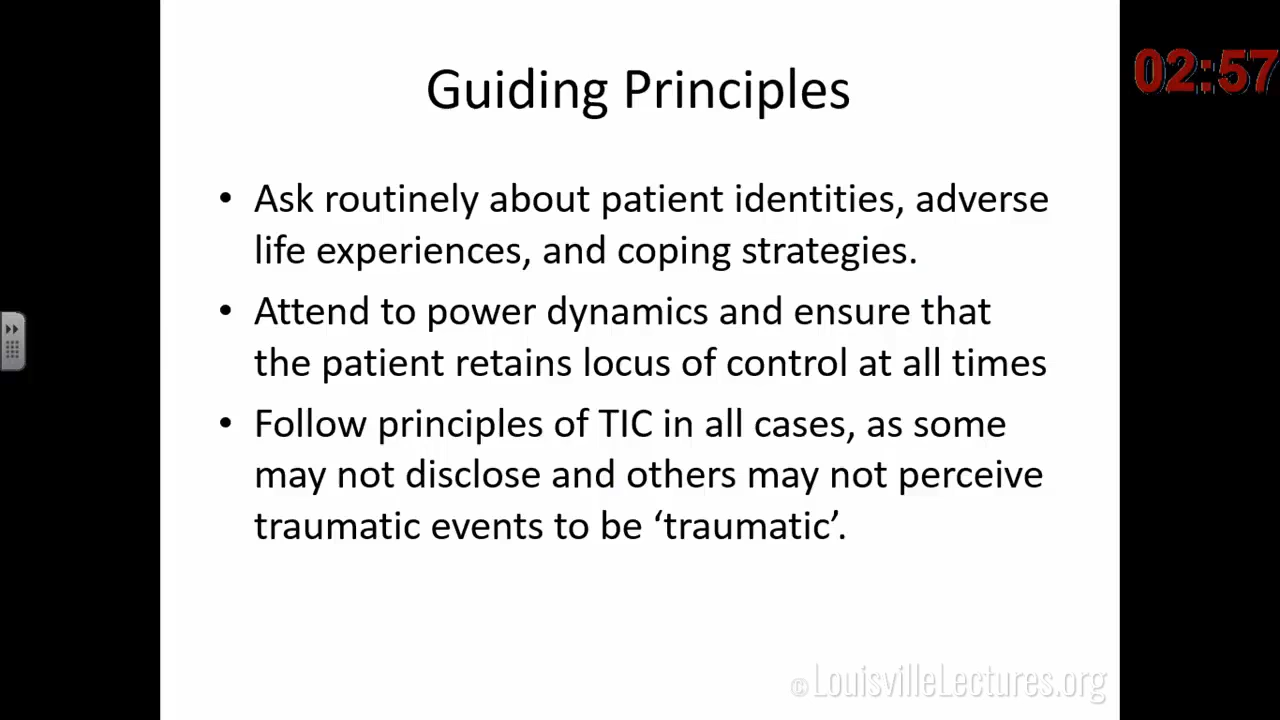 Guiding Principles
02:57
• Ask routinely about patient identities, adverse
life experiences, and coping strategies.
• Attend to power dynamics and ensure that
the patient retains locus of control at all times
• Follow principles of TIC in all cases, as some
may not disclose and others may not perceive
traumatic events to be ‘traumatic’.
©LouisvilleLectures.org